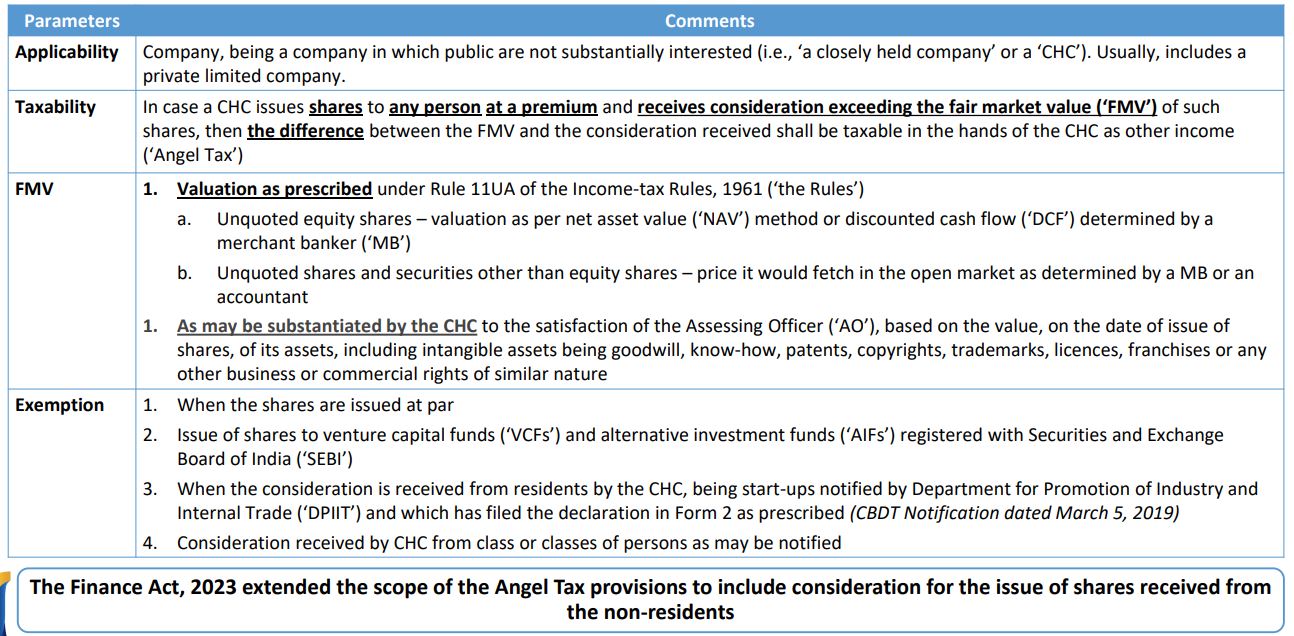 Parameters Comments
Applicability Company, being a company in which public are not substantially interested (i.e., ‘a closely held company’ or a ‘CHC’). Usually, includes a
private limited company.
Taxability In case a CHC issues shares to any person at a premium and receives consideration exceeding the fair market value (‘FMV’) of such
shares, then the difference between the FMV and the consideration received shall be taxable in the hands of the CHC as other income
(‘Angel Tax’)
FMV 1. Valuation as prescribed under Rule 11UA of the Income-tax Rules, 1961 (‘the Rules’)
a. Unquoted equity shares – valuation as per net asset value (‘NAV’) method or discounted cash flow (‘DCF’) determined by a
merchant banker (‘MB’)
b. Unquoted shares and securities other than equity shares – price it would fetch in the open market as determined by a MB or an
accountant
1. As may be substantiated by the CHC to the satisfaction of the Assessing Officer (‘AO’), based on the value, on the date of issue of
shares, of its assets, including intangible assets being goodwill, know-how, patents, copyrights, trademarks, licences, franchises or any
other business or commercial rights of similar nature
Exemption 1. When the shares are issued at par
2. Issue of shares to venture capital funds (‘VCFs’) and alternative investment funds (‘AIFs’) registered with Securities and Exchange
Board of India (‘SEBI’)
3. When the consideration is received from residents by the CHC, being start-ups notified by Department for Promotion of Industry and
Internal Trade (‘DPIIT’) and which has filed the declaration in Form 2 as prescribed (CBDT Notification dated March 5, 2019)
4. Consideration received by CHC from class or classes of persons as may be notified
The Finance Act, 2023 extended the scope of the Angel Tax provisions to include consideration for the issue of shares received from
the non-residents